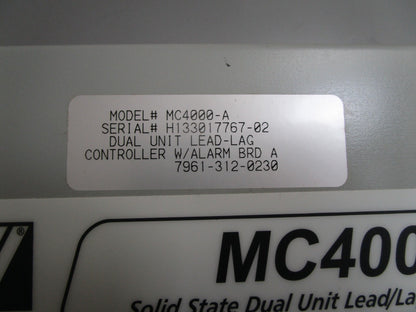 MODEL# MC4000-A
SERIAL# H133017767-02
DUAL UNIT LEAD-LAG
CONTROLLER W/ALARM BRD A
7961-312-0230
®
MC400
Solid State Dual Unit Lead/La